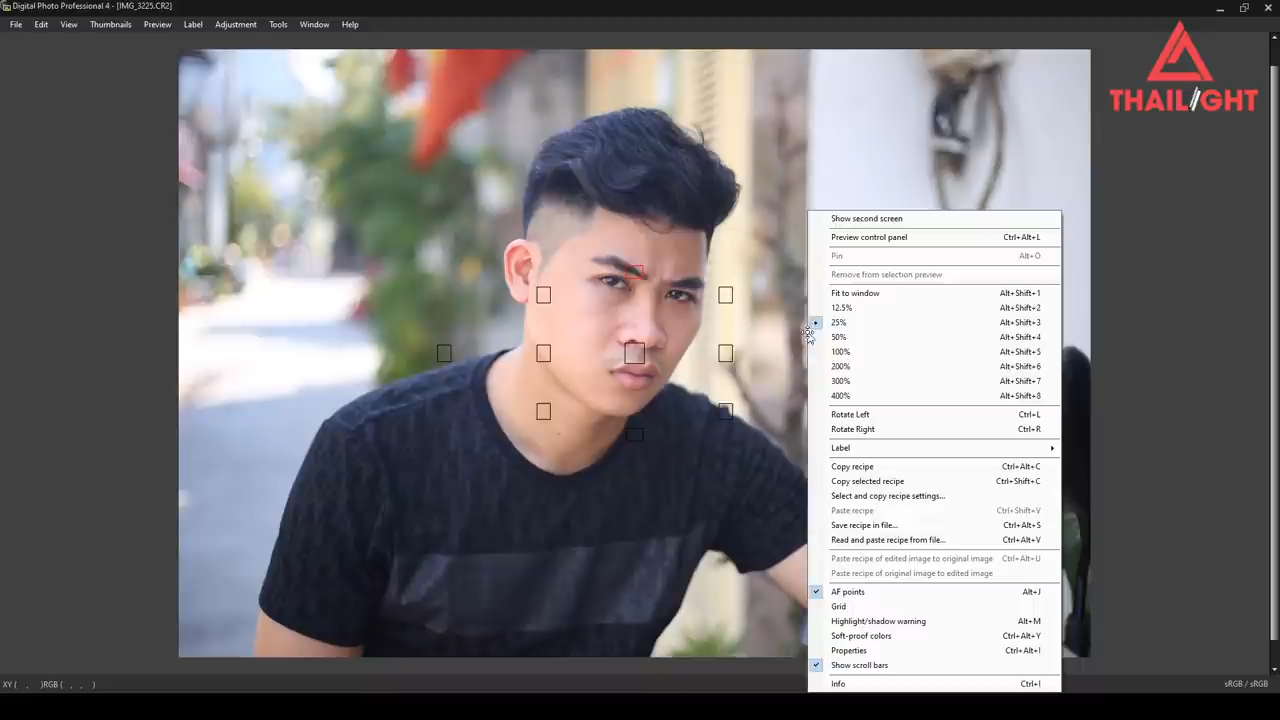 Digital Photo Professional 4 - [IMG_3225.CR2]
File Edit View Thumbnails Preview Label Adjustment Tools Window Help
THAILIGHT
Show second screen
Preview control panel Ctrl+Alt+L
Pin Alt+O
Remove from selection preview
Fit to window Alt+Shift+1
12.5% Alt+Shift+2
25% Alt+Shift+3
50% Alt+Shift+4
100% Alt+Shift+5
200% Alt+Shift+6
300% Alt+Shift+7
400% Alt+Shift+8
Rotate Left Ctrl+L
Rotate Right Ctrl+R
Label
Copy recipe Ctrl+Alt+C
Copy selected recipe Ctrl+Shift+C
Select and copy recipe settings...
Paste recipe Ctrl+Shift+V
Save recipe in file... Ctrl+Alt+S
Read and paste recipe from file... Ctrl+Alt+V
Paste recipe of edited image to original image Ctrl+Alt+U
Paste recipe of original image to edited image
AF points Alt+J
Grid
Highlight/shadow warning Alt+M
Soft-proof colors Ctrl+Alt+Y
Properties Ctrl+Alt+I
Show scroll bars
Info Ctrl+I
XY ( , )RGB ( , , ) sRGB / sRGB